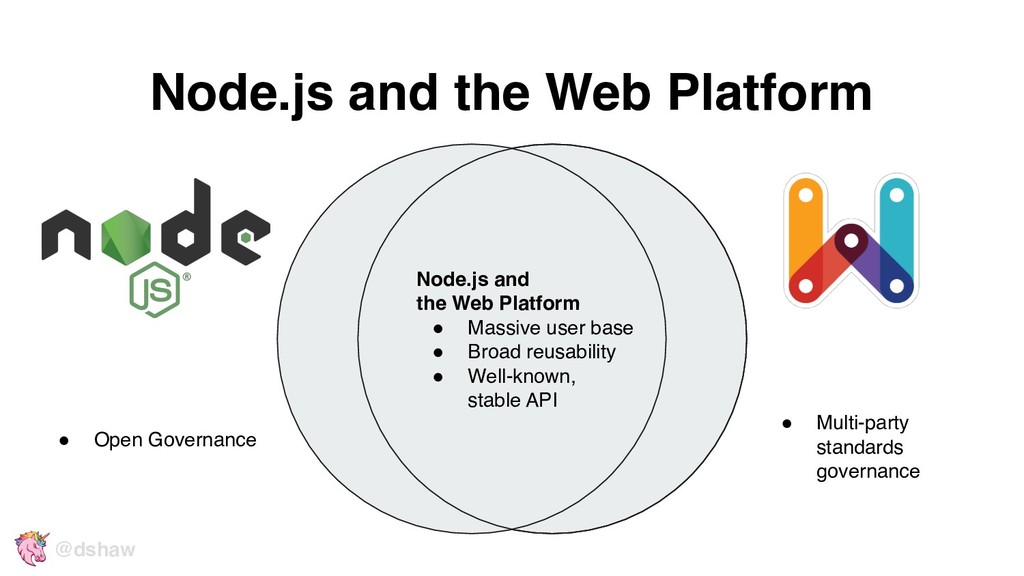 Node.js and the Web Platform
node
JS®
Node.js and
the Web Platform
● Massive user base
● Broad reusability
● Well-known,
stable API
● Open Governance
● Multi-party
standards
governance
@dshaw